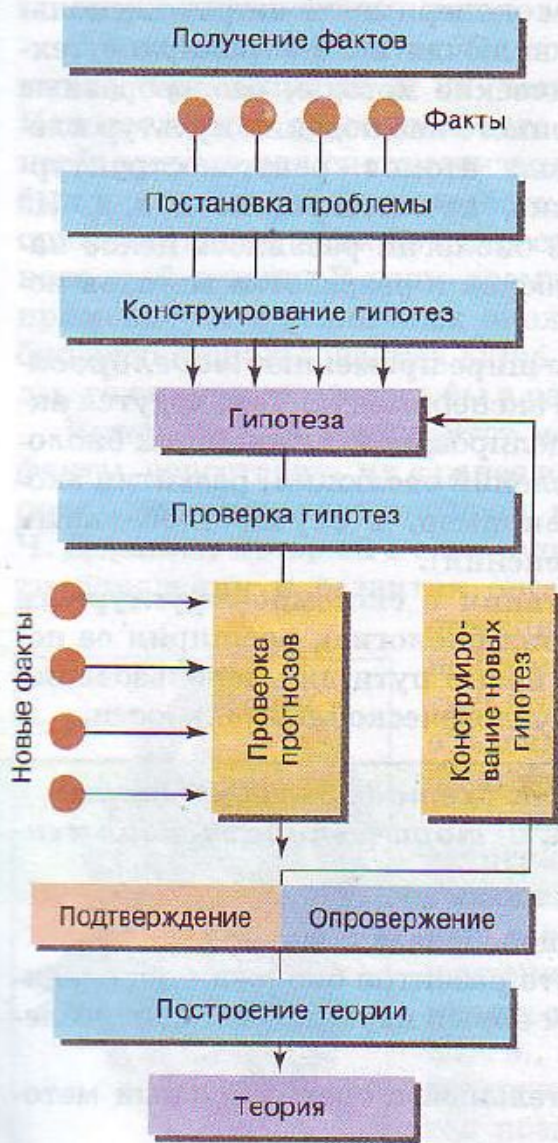 Получение фактов
Факты
Постановка проблемы
Конструирование гипотез
Гипотеза
Проверка гипотез
Новые факты
Проверка
прогнозов
Конструиро-
вание новых
гипотез
Подтверждение
Опровержение
Построение теории
Теория